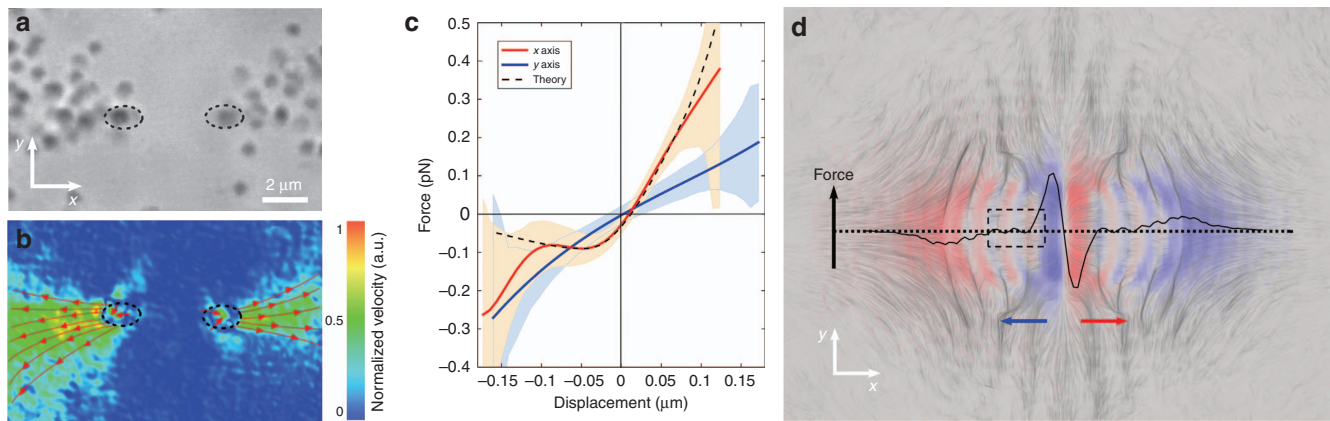 a
y
x
2 μm
b
1
0.5
0
Normalized velocity (a.u.)
c
0.5
0.4
0.3
0.2
0.1
0
–0.1
–0.2
–0.3
–0.4
Force (pN)
x axis
y axis
Theory
–0.15
–0.1
–0.05
0
0.05
0.1
0.15
Displacement (μm)
d
Force
y
x